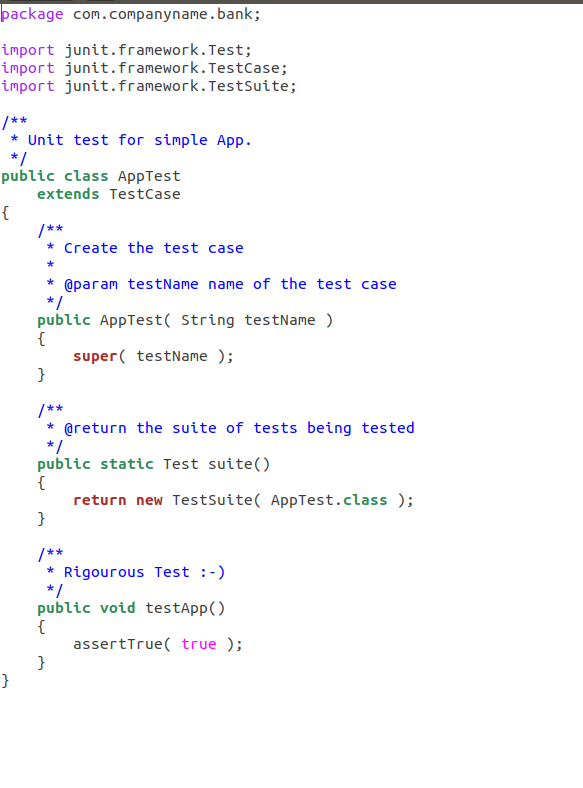 package com.companyname.bank;

import junit.framework.Test;
import junit.framework.TestCase;
import junit.framework.TestSuite;

/**
 * Unit test for simple App.
 */
public class AppTest
    extends TestCase
{
    /**
     * Create the test case
     *
     * @param testName name of the test case
     */
    public AppTest( String testName )
    {
        super( testName );
    }

    /**
     * @return the suite of tests being tested
     */
    public static Test suite()
    {
        return new TestSuite( AppTest.class );
    }

    /**
     * Rigourous Test :-)
     */
    public void testApp()
    {
        assertTrue( true );
    }
}